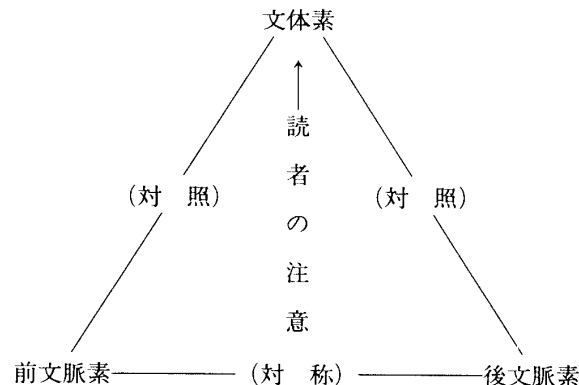 文体素
読者の注意
(対 照)
(対 照)
前文脈素
(対 称)
後文脈素